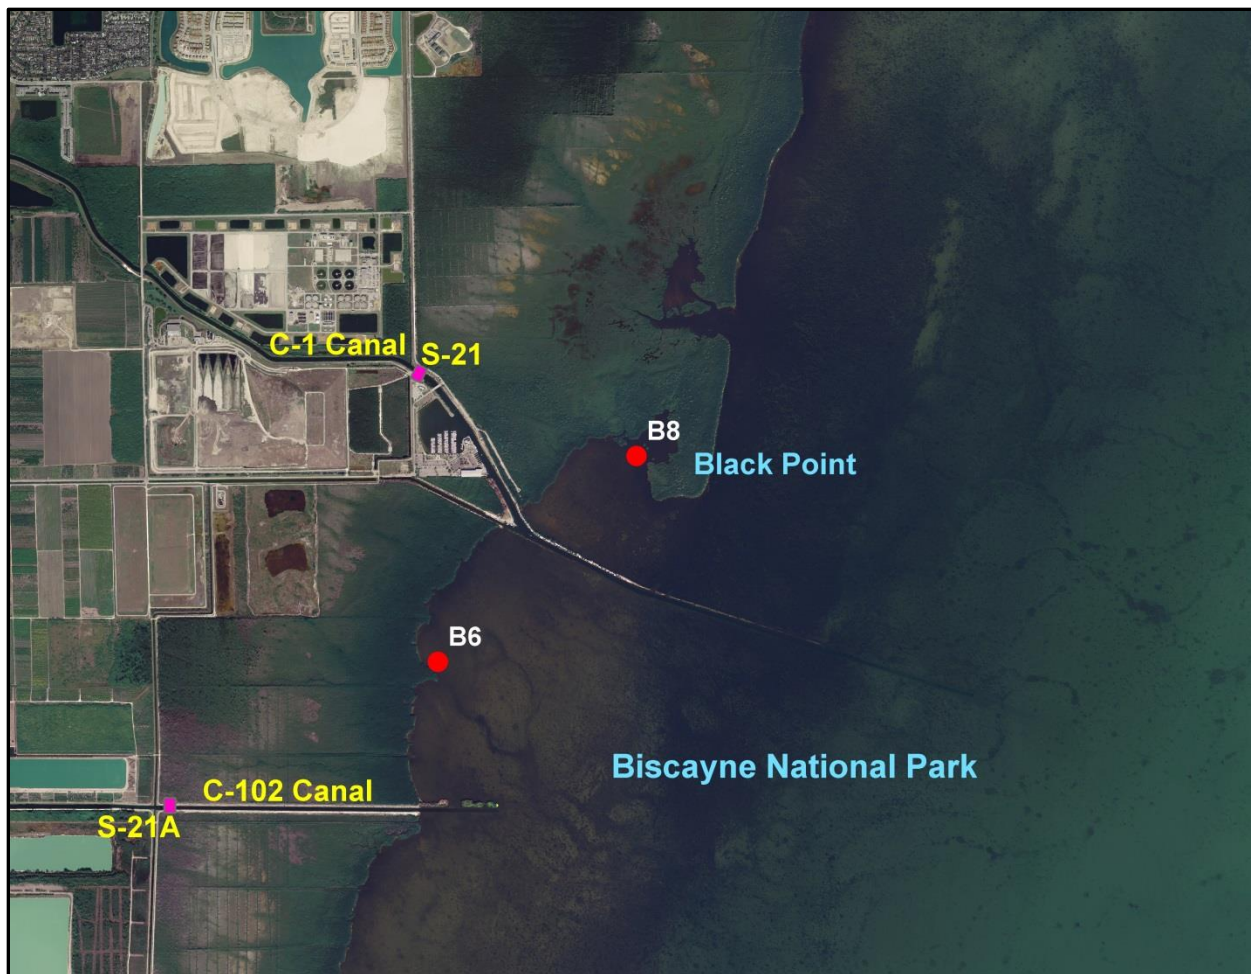 C-1 Canal
S-21
B8
Black Point
B6
Biscayne National Park
C-102 Canal
S-21A